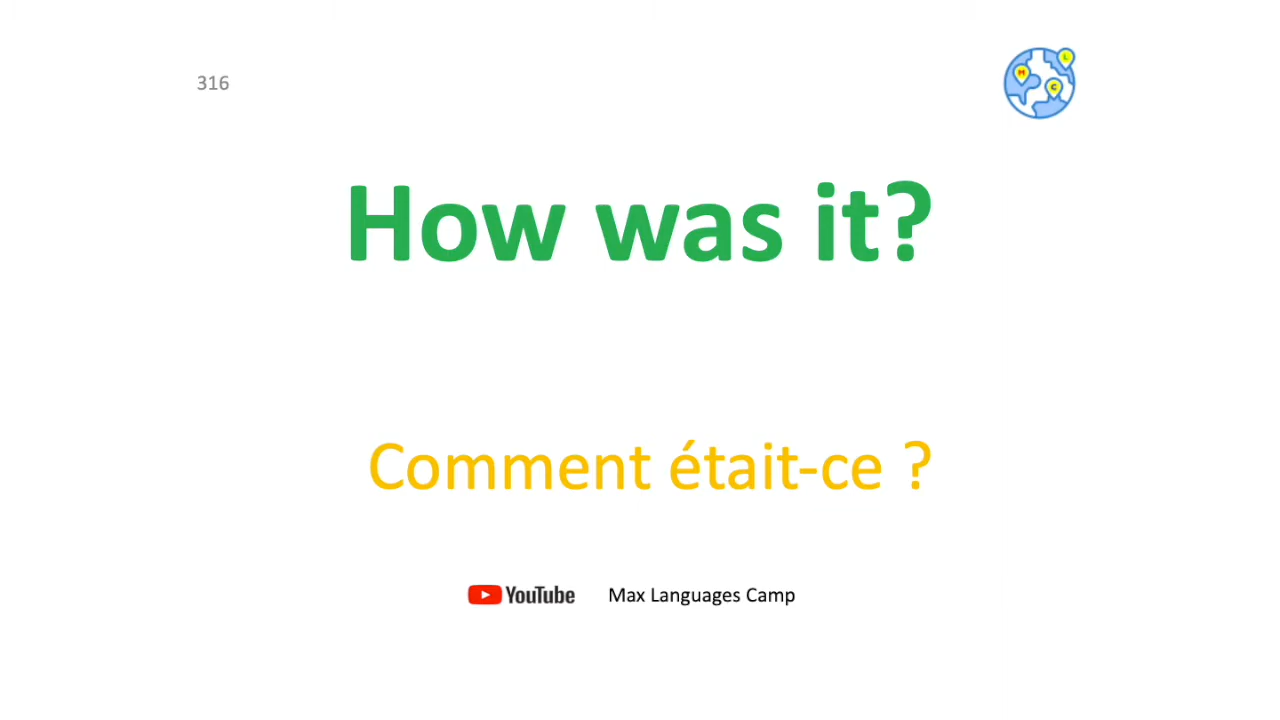 316
M
L
C
How was it?
Comment était-ce ?
YouTube Max Languages Camp